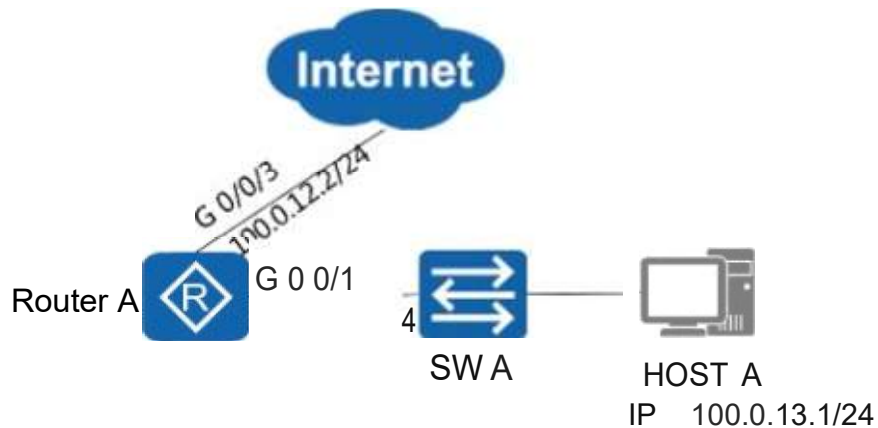 Internet
G 0/0/3
100.0.12.2/24
Router A
R
G 0 0/1
4
SW A
HOST A
IP 100.0.13.1/24